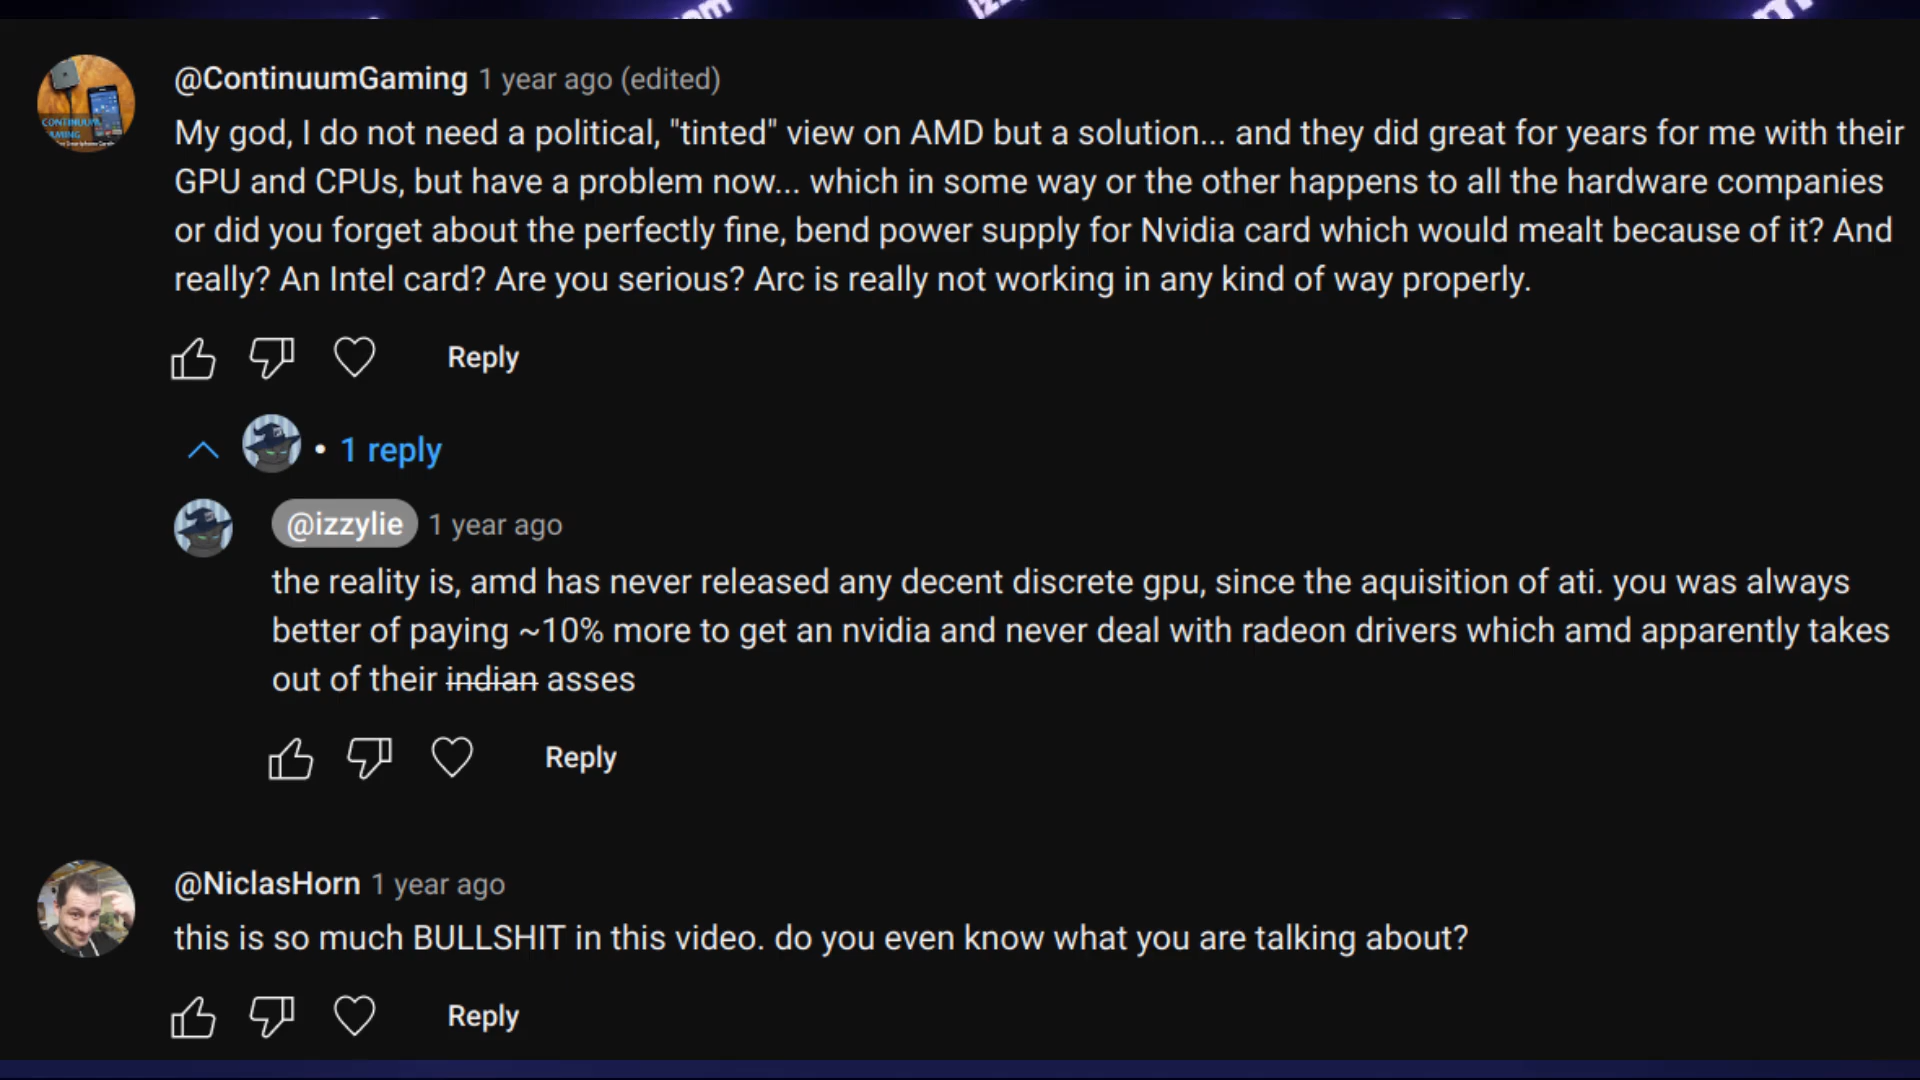 @ContinuumGaming 1 year ago (edited)
My god, I do not need a political, "tinted" view on AMD but a solution... and they did great for years for me with their
GPU and CPUs, but have a problem now... which in some way or the other happens to all the hardware companies
or did you forget about the perfectly fine, bend power supply for Nvidia card which would mealt because of it? And
really? An Intel card? Are you serious? Arc is really not working in any kind of way properly.
Reply
• 1 reply
@izzylie 1 year ago
the reality is, amd has never released any decent discrete gpu, since the aquisition of ati. you was always
better of paying ~10% more to get an nvidia and never deal with radeon drivers which amd apparently takes
out of their indian asses
Reply
@NiclasHorn 1 year ago
this is so much BULLSHIT in this video. do you even know what you are talking about?
Reply